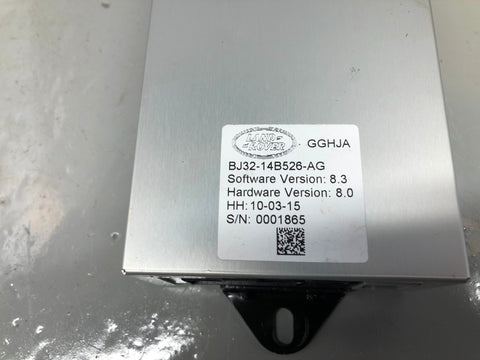 LAND-
ROVER
GGHJA
BJ32-14B526-AG
Software Version: 8.3
Hardware Version: 8.0
HH: 10-03-15
S/N: 0001865